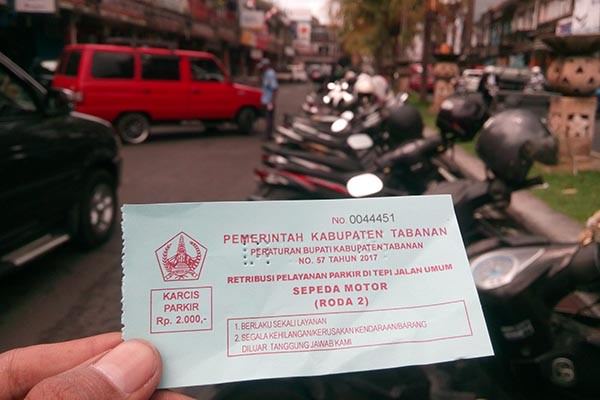 No. 0044451
PEMERINTAH KABUPATEN TABANAN
PERATURAN BUPATI KABUPATEN TABANAN
NO. 57 TAHUN 2017
RETRIBUSI PELAYANAN PARKIR DI TEPI JALAN UMUM
SEPEDA MOTOR
(RODA 2)
KARCIS
PARKIR
Rp. 2.000,-
1. BERLAKU SEKALI LAYANAN
2. SEGALA KEHILANGAN/KERUSAKAN KENDARAAN/BARANG
DILUAR TANGGUNG JAWAB KAMI